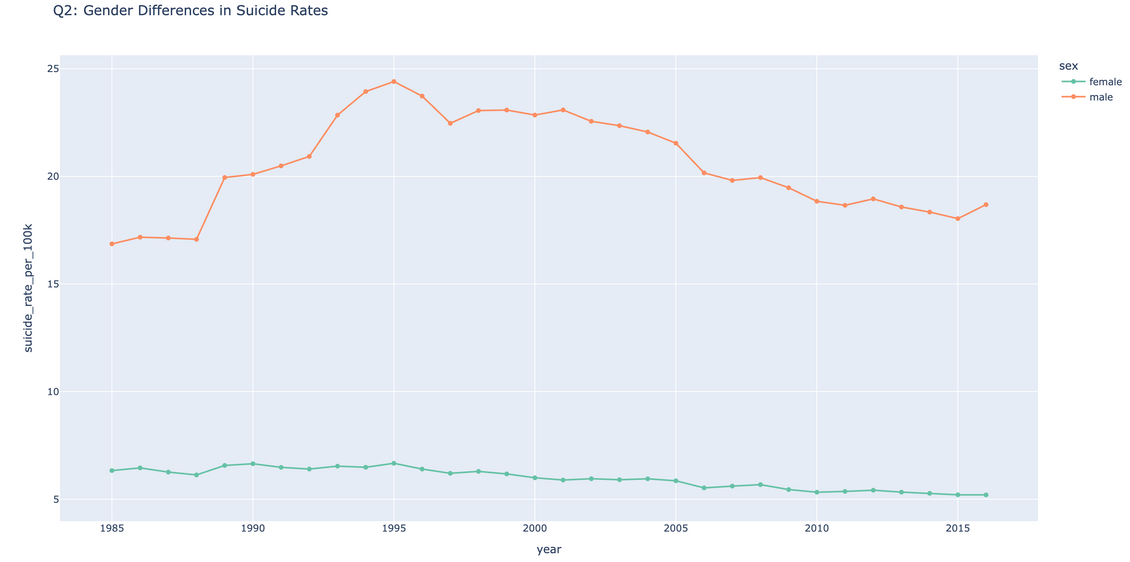 Q2: Gender Differences in Suicide Rates
sex
female
male
25
20
15
10
5
suicide_rate_per_100k
1985
1990
1995
2000
2005
2010
2015
year